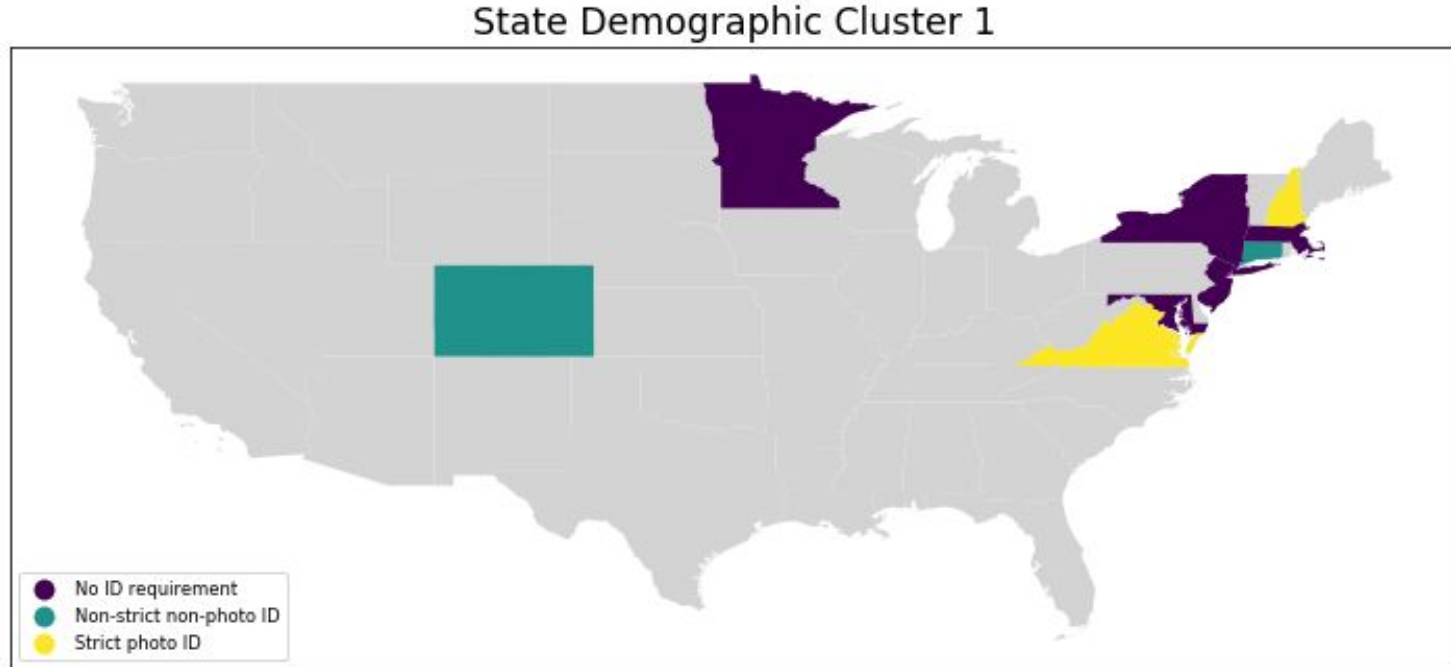 State Demographic Cluster 1
No ID requirement
Non-strict non-photo ID
Strict photo ID